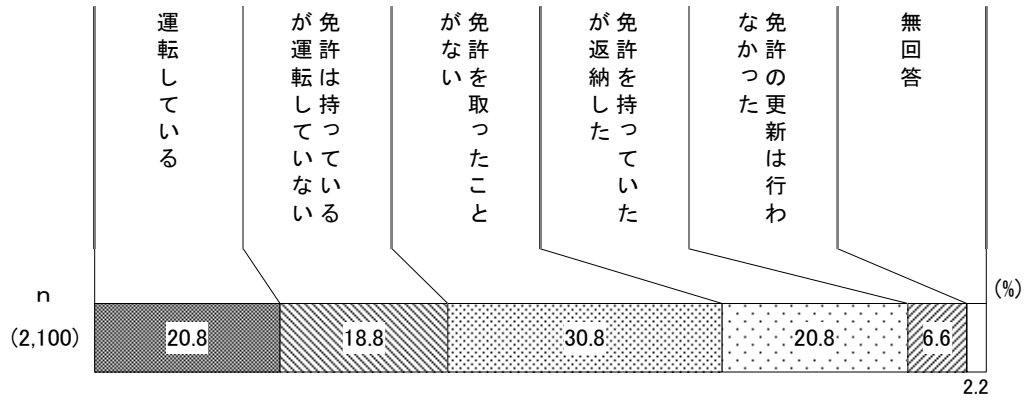 運転している
免許は持っている
が運転していない
免許を取ったこと
がない
免許を持っていた
が返納した
免許の更新は行わ
なかった
無回答
n
(%)
(2,100)
20.8
18.8
30.8
20.8
6.6
2.2